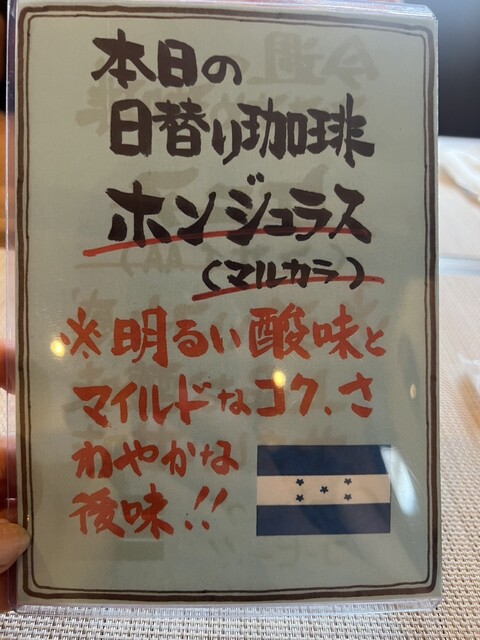 本日の
日替り珈琲
ホンジュラス
(マルカラ)
※明るい酸味と
マイルドなコク、さ
わやかな
後味!!